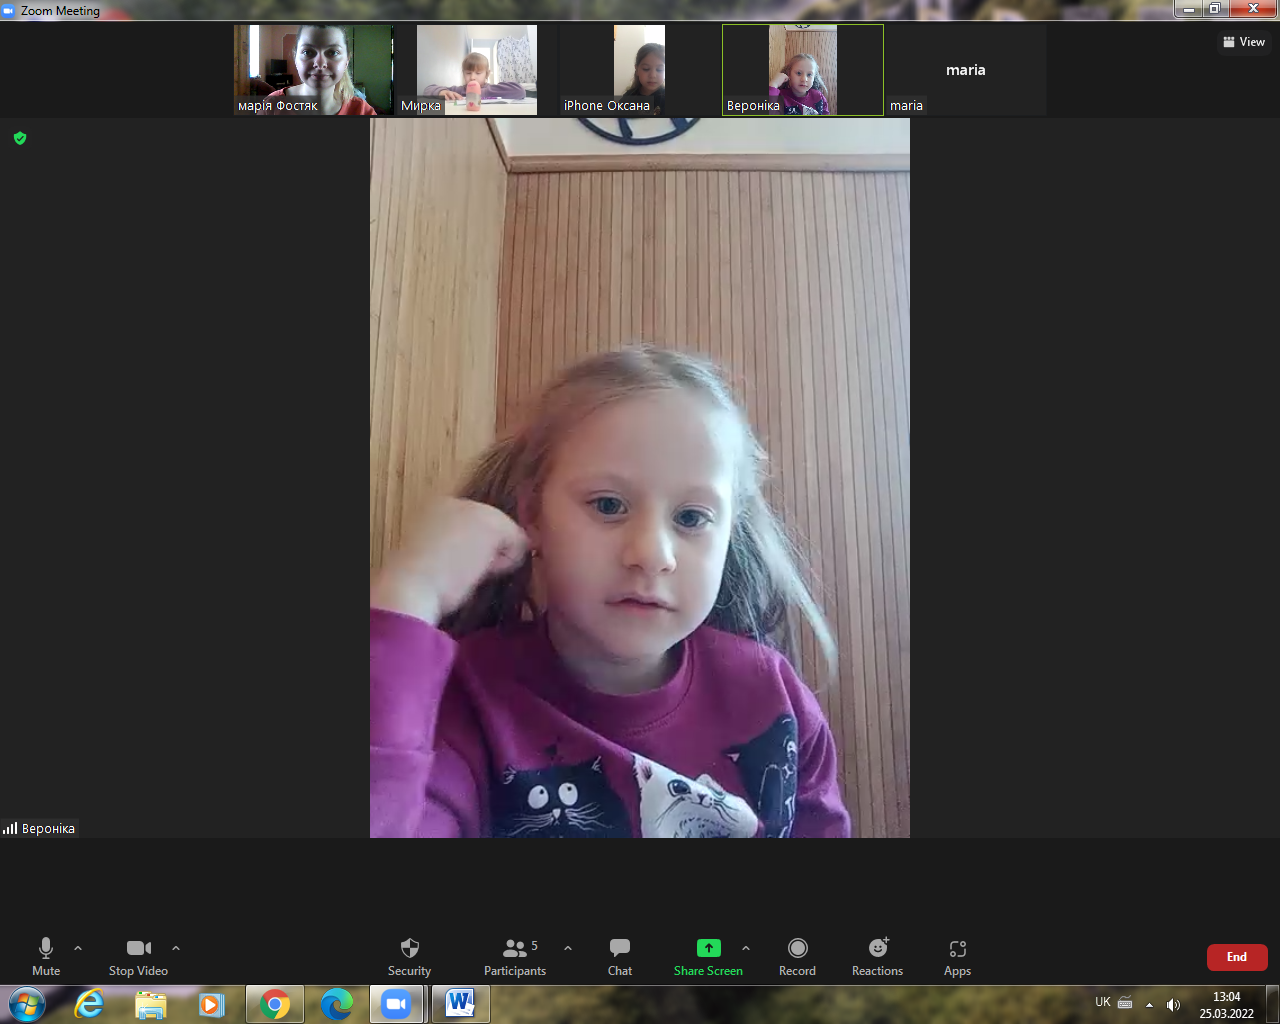 Zoom Meeting
марія Фостяк
Мирка
iPhone Оксана
Вероніка
maria
maria
View
Вероніка
Mute
Stop Video
Security
Participants
5
Chat
Share Screen
Record
Reactions
Apps
End
UK
13:04
25.03.2022